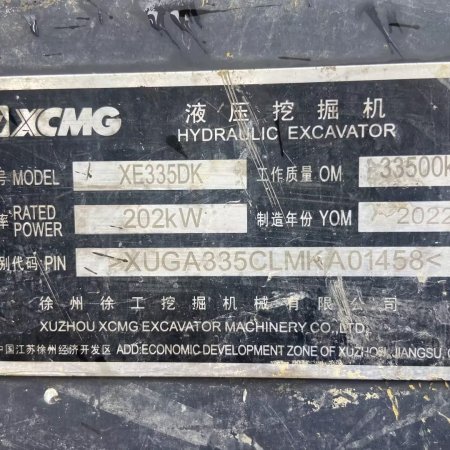 XCMG
液压挖掘机
HYDRAULIC EXCAVATOR
号 MODEL XE335DK 工作质量 OM 33500K
率 RATED POWER 202kW 制造年份 YOM 2022
别代码 PIN >XUGA335CLMKA01458<
徐州徐工挖掘机械有限公司
XUZHOU XCMG EXCAVATOR MACHINERY CO.,LTD.
中国江苏徐州经济开发区 ADD:ECONOMIC DEVELOPMENT ZONE OF XUZHOU, JIANGSU,